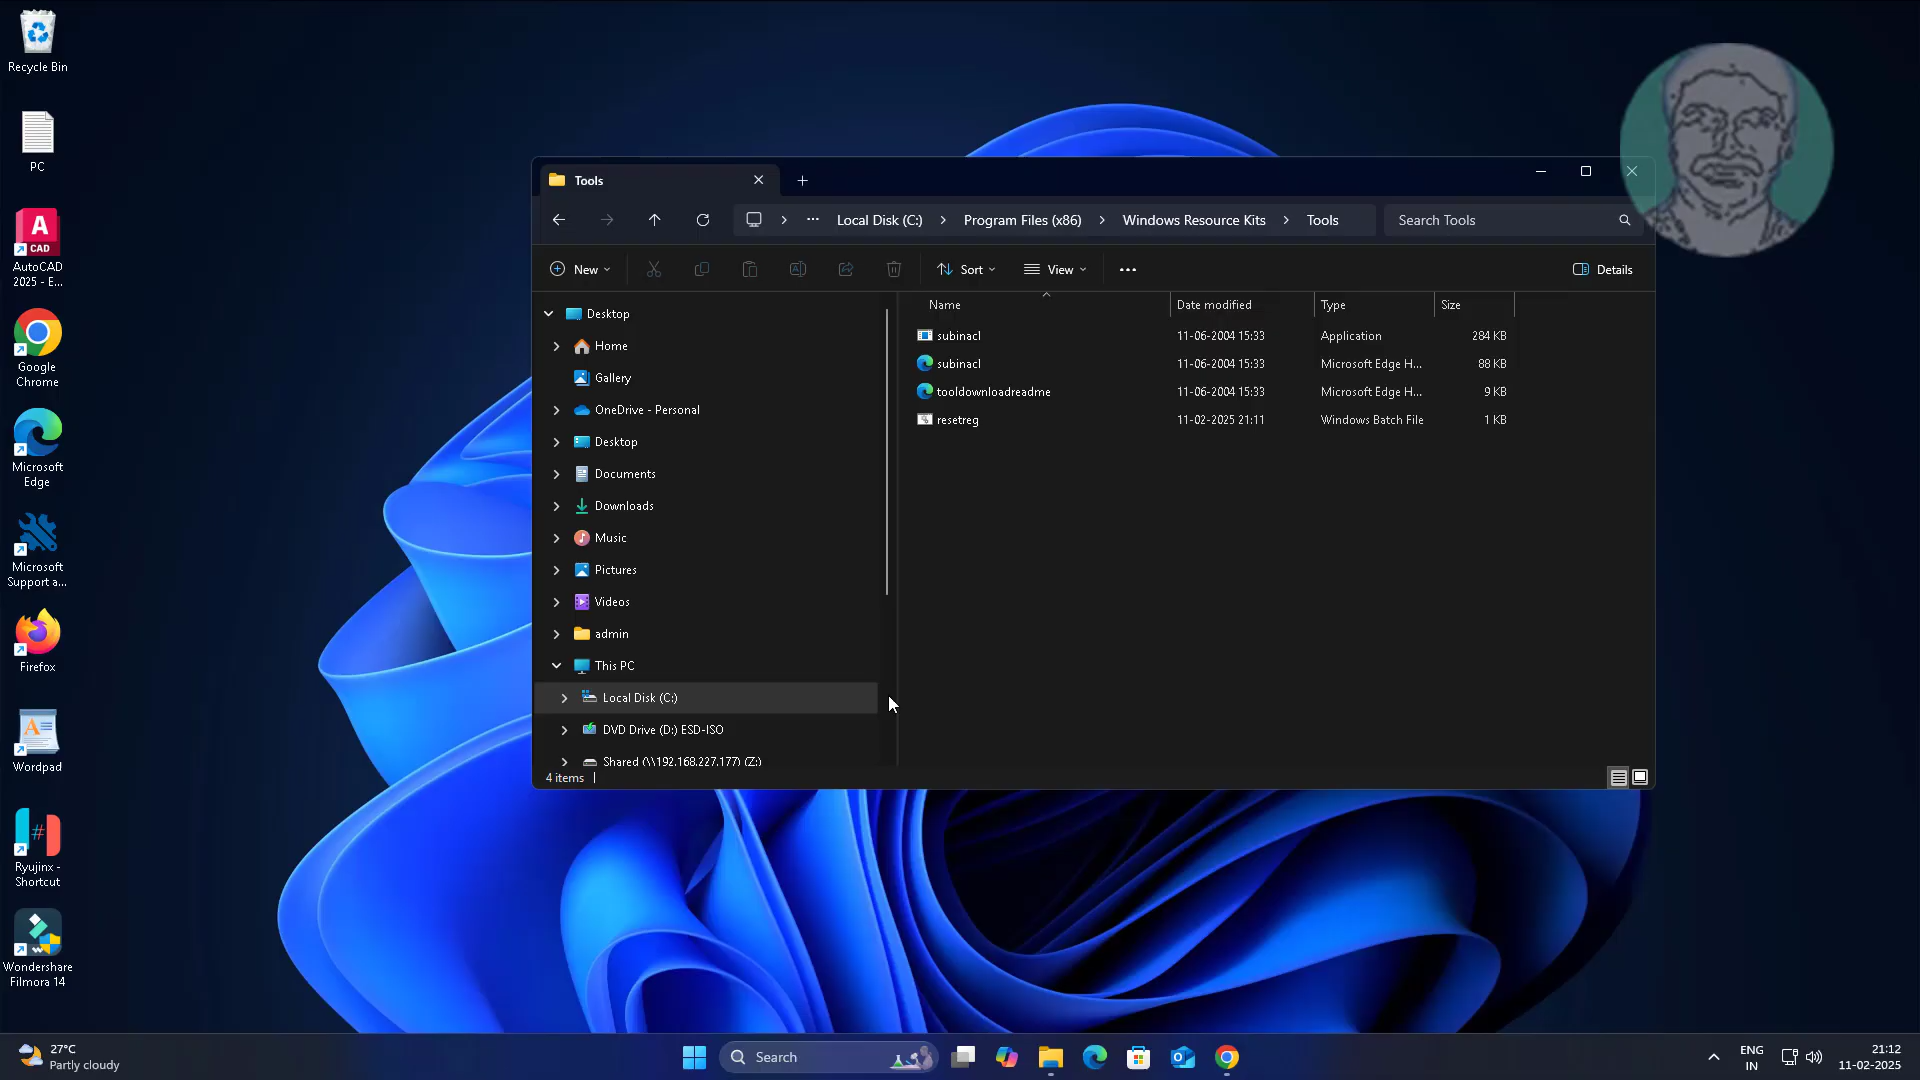 Recycle Bin
PC
A
CAD
AutoCAD
2025 - E...
Google
Chrome
Microsoft
Edge
Microsoft
Support a...
Firefox
Wordpad
Ryujinx -
Shortcut
Wondershare
Filmora 14
Tools
Local Disk (C:) Program Files (x86) Windows Resource Kits Tools
Search Tools
New
Sort
View
Details
Desktop
Home
Gallery
OneDrive - Personal
Desktop
Documents
Downloads
Music
Pictures
Videos
admin
This PC
Local Disk (C:)
DVD Drive (D:) ESD-ISO
Shared (\\192.168.227.177) (Z:)
Name Date modified Type Size
subinacl 11-06-2004 15:33 Application 284 KB
subinacl 11-06-2004 15:33 Microsoft Edge H... 88 KB
tooldownloadreadme 11-06-2004 15:33 Microsoft Edge H... 9 KB
resetreg 11-02-2025 21:11 Windows Batch File 1 KB
4 items
27°C
Partly cloudy
Search
ENG
IN
21:12
11-02-2025